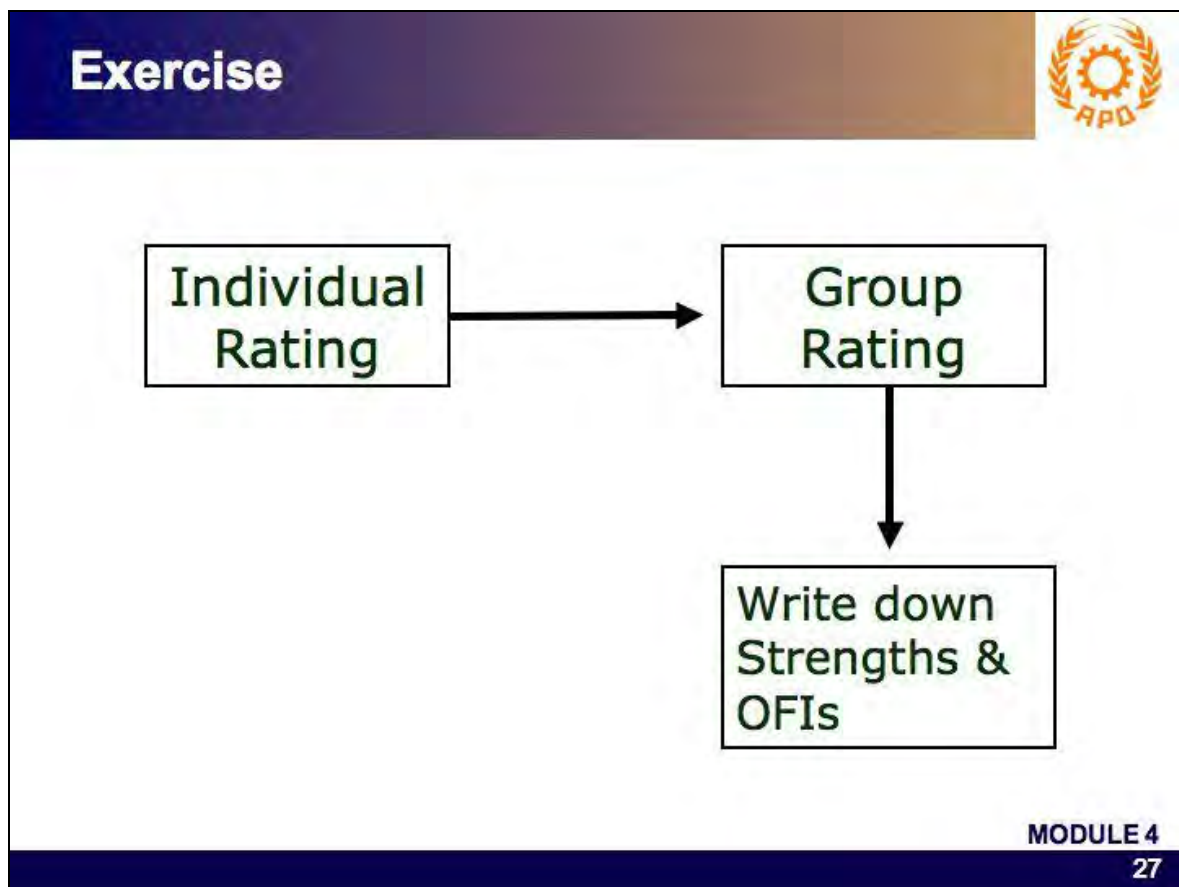 Exercise
APO
Individual
Rating
Group
Rating
Write down
Strengths &
OFIs
MODULE 4
27